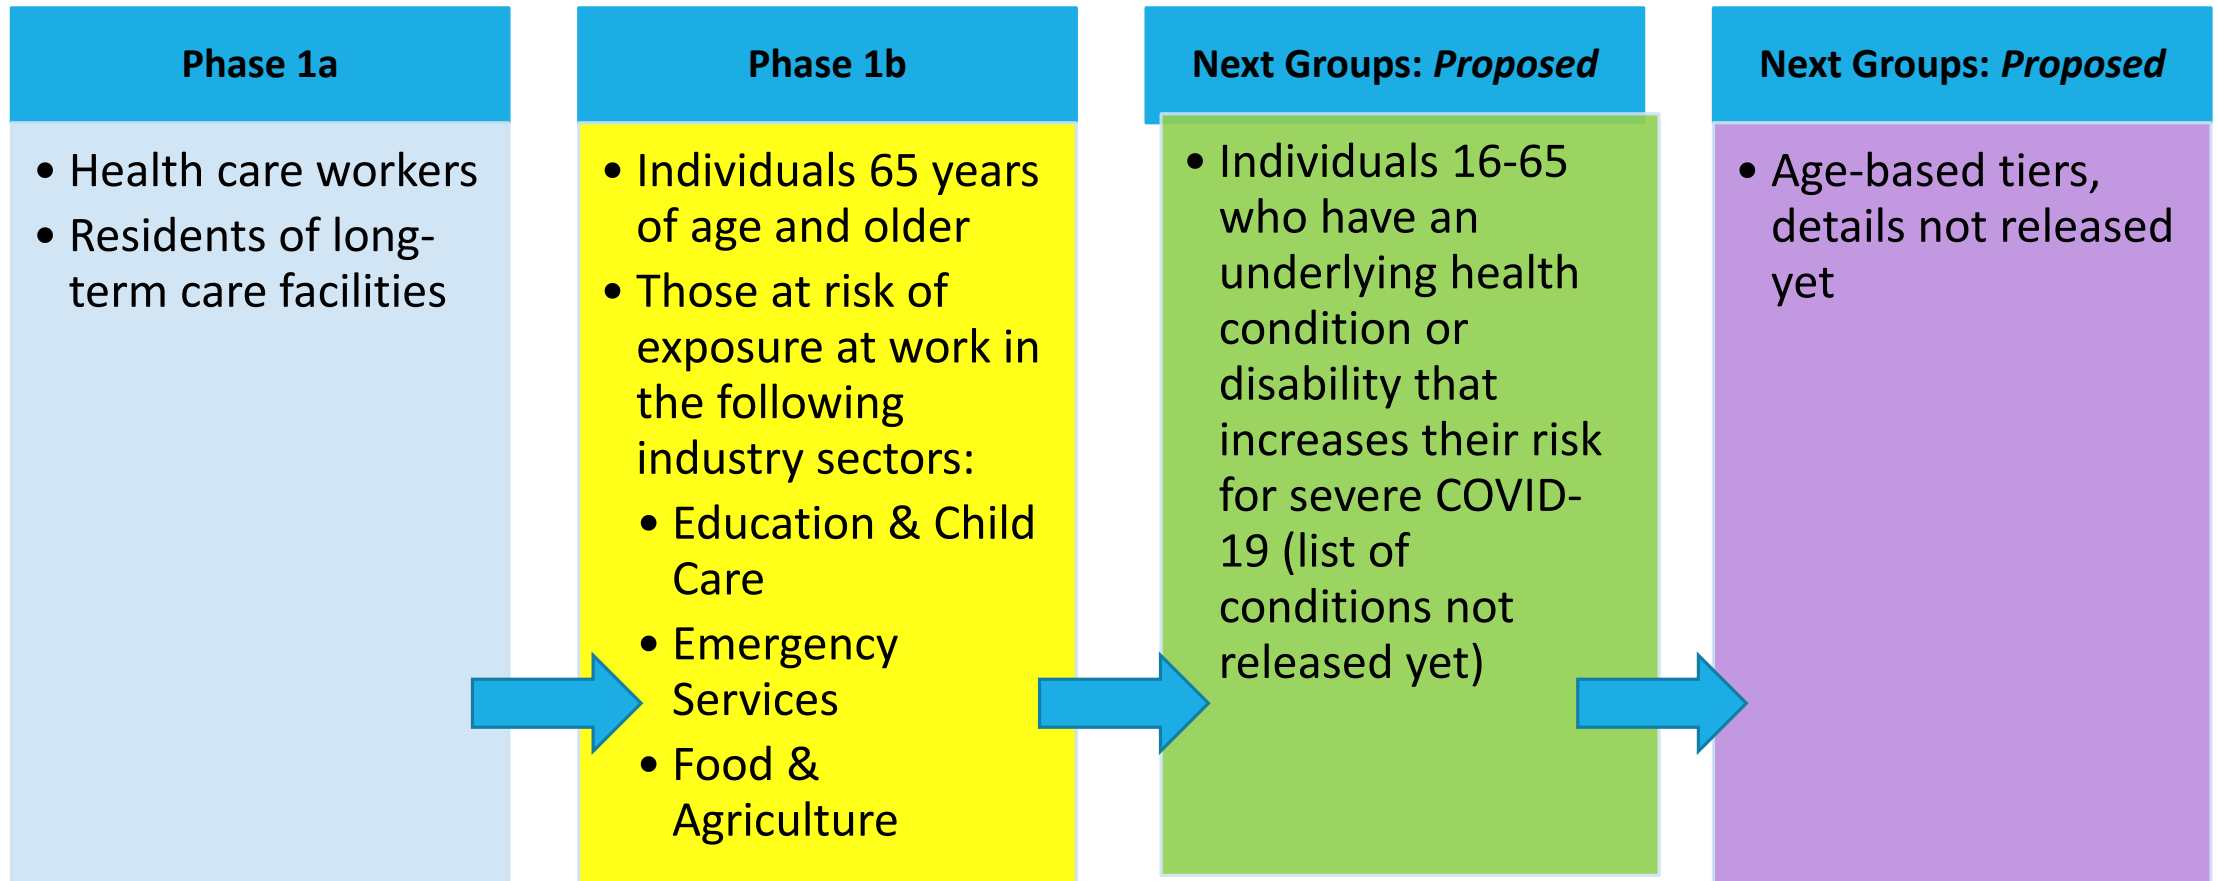 Phase 1a
• Health care workers
• Residents of long-
term care facilities
Phase 1b
• Individuals 65 years
of age and older
• Those at risk of
exposure at work in
the following
industry sectors:
• Education & Child
Care
• Emergency
Services
• Food &
Agriculture
Next Groups: Proposed
• Individuals 16-65
who have an
underlying health
condition or
disability that
increases their risk
for severe COVID-
19 (list of
conditions not
released yet)
Next Groups: Proposed
• Age-based tiers,
details not released
yet